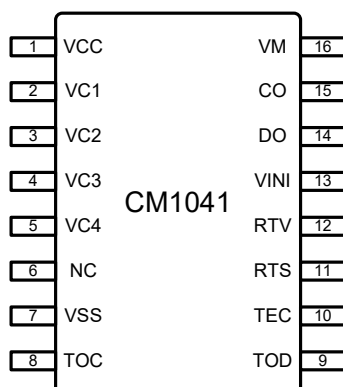 1 VCC VM 16
2 VC1 CO 15
3 VC2 DO 14
4 VC3 VINI 13
CM1041
5 VC4 RTV 12
6 NC RTS 11
7 VSS TEC 10
8 TOC TOD 9